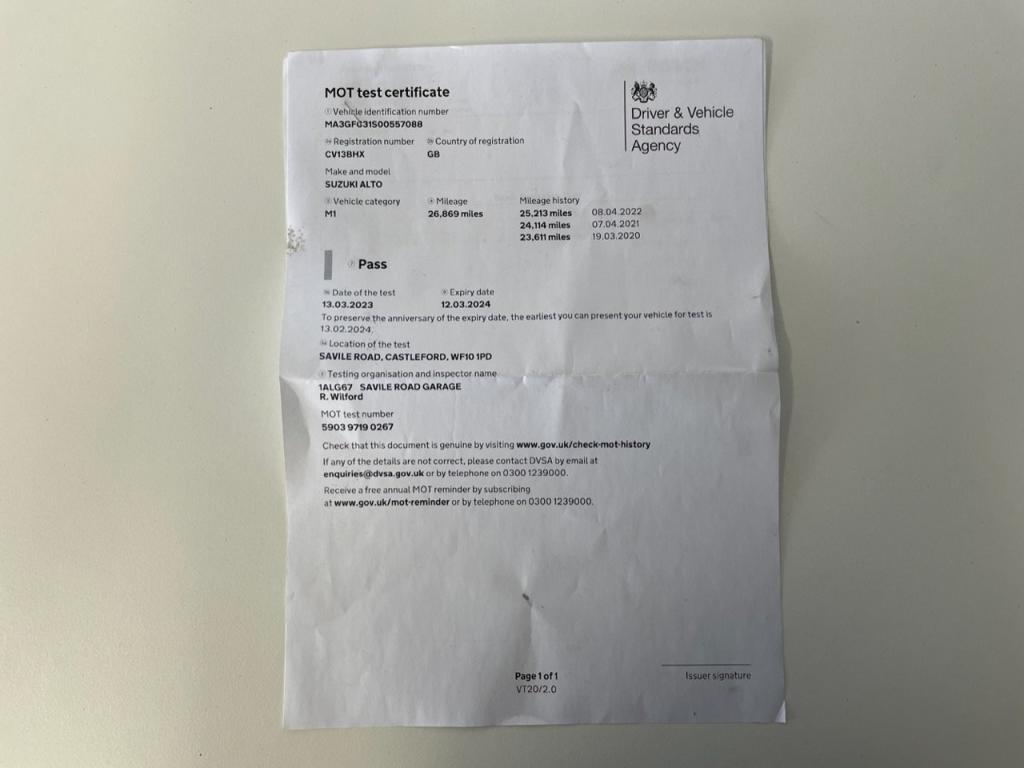 MOT test certificate
Vehicle identification number
MA3GFC31S00557088
Registration number Country of registration
CV13BHX GB
Make and model
SUZUKI ALTO
Vehicle category Mileage Mileage history
M1 26,869 miles 25,213 miles 08.04.2022
24,114 miles 07.04.2021
23,611 miles 19.03.2020
Pass
Date of the test Expiry date
13.03.2023 12.03.2024
To preserve the anniversary of the expiry date, the earliest you can present your vehicle for test is
13.02.2024.
Location of the test
SAVILE ROAD, CASTLEFORD, WF10 1PD
Testing organisation and inspector name
1ALG67 SAVILE ROAD GARAGE
R. Wilford
MOT test number
5903 9719 0267
Check that this document is genuine by visiting www.gov.uk/check-mot-history
If any of the details are not correct, please contact DVSA by email at
enquiries@dvsa.gov.uk or by telephone on 0300 1239000.
Receive a free annual MOT reminder by subscribing
at www.gov.uk/mot-reminder or by telephone on 0300 1239000.
Driver & Vehicle
Standards
Agency
Page 1 of 1
VT20/2.0
Issuer signature